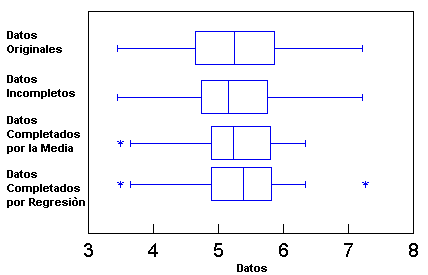 Datos
Originales
Datos
Incompletos
Datos
Completados
por la Media
Datos
Completados
por Regresiòn
3 4 5 6 7 8
Datos